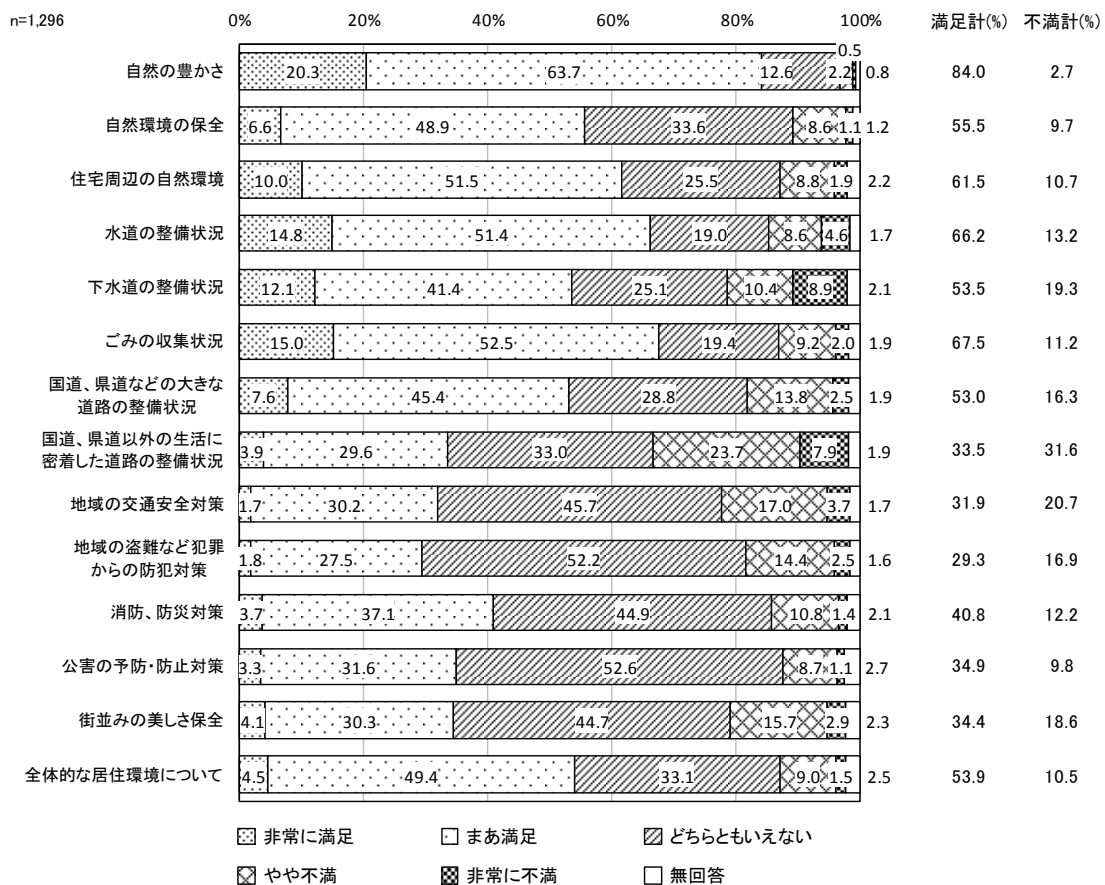 n=1,296
0% 20% 40% 60% 80% 100% 満足計(%) 不満計(%)
自然の豊かさ 20.3 63.7 12.6 2.2 0.5 0.8 84.0 2.7
自然環境の保全 6.6 48.9 33.6 8.6 1.1 1.2 55.5 9.7
住宅周辺の自然環境 10.0 51.5 25.5 8.8 1.9 2.2 61.5 10.7
水道の整備状況 14.8 51.4 19.0 8.6 4.6 1.7 66.2 13.2
下水道の整備状況 12.1 41.4 25.1 10.4 8.9 2.1 53.5 19.3
ごみの収集状況 15.0 52.5 19.4 9.2 2.0 1.9 67.5 11.2
国道、県道などの大きな
道路の整備状況 7.6 45.4 28.8 13.8 2.5 1.9 53.0 16.3
国道、県道以外の生活に
密着した道路の整備状況 3.9 29.6 33.0 23.7 7.9 1.9 33.5 31.6
地域の交通安全対策 1.7 30.2 45.7 17.0 3.7 1.7 31.9 20.7
地域の盗難など犯罪
からの防犯対策 1.8 27.5 52.2 14.4 2.5 1.6 29.3 16.9
消防、防災対策 3.7 37.1 44.9 10.8 1.4 2.1 40.8 12.2
公害の予防・防止対策 3.3 31.6 52.6 8.7 1.1 2.7 34.9 9.8
街並みの美しさ保全 4.1 30.3 44.7 15.7 2.9 2.3 34.4 18.6
全体的な居住環境について 4.5 49.4 33.1 9.0 1.5 2.5 53.9 10.5
非常に満足 まあ満足 どちらともいえない
やや不満 非常に不満 無回答